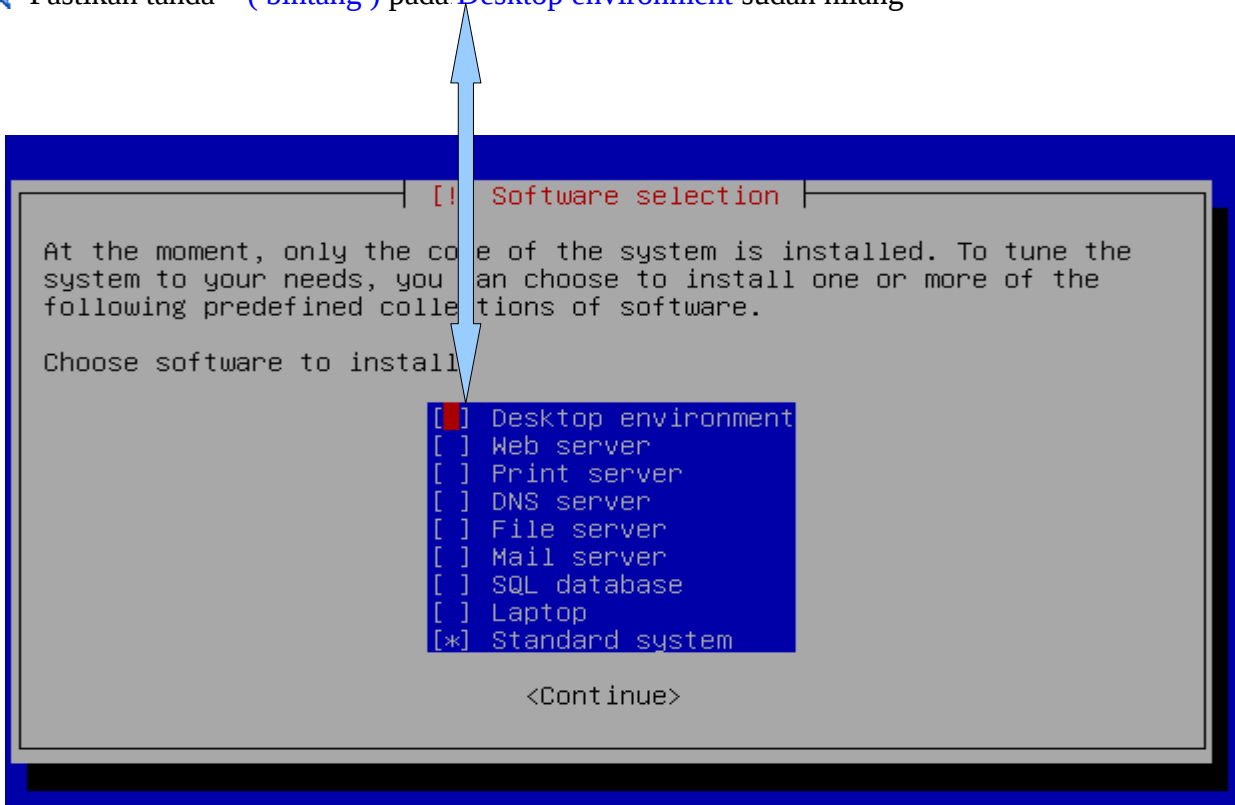 Pastikan tanda * ( bintang ) pada Desktop environment sudah hilang
[! Software selection
At the moment, only the co e of the system is installed. To tune the
system to your needs, you an choose to install one or more of the
following predefined colle tions of software.
Choose software to install
[ ] Desktop environment
[ ] Web server
[ ] Print server
[ ] DNS server
[ ] File server
[ ] Mail server
[ ] SQL database
[ ] Laptop
[*] Standard system
<Continue>